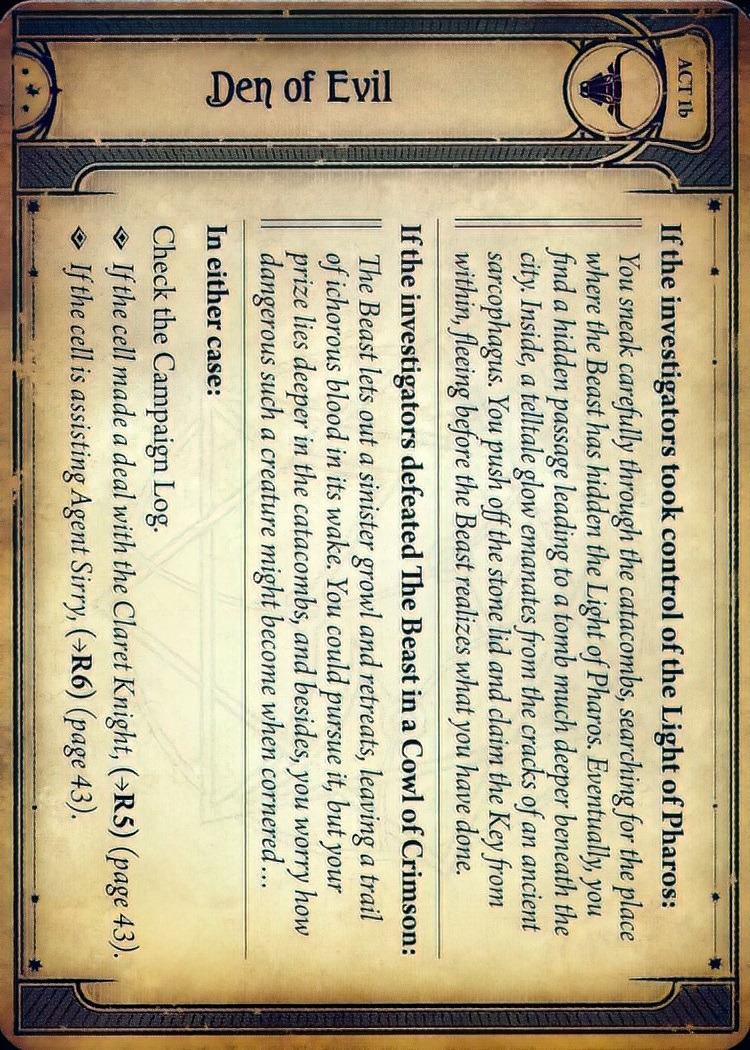 ACT 1b
Den of Evil
If the investigators took control of the Light of Pharos:
You sneak carefully through the catacombs, searching for the place
where the Beast has hidden the Light of Pharos. Eventually, you
find a hidden passage leading to a tomb much deeper beneath the
city. Inside, a telltale glow emanates from the cracks of an ancient
sarcophagus. You push off the stone lid and claim the Key from
within, fleeing before the Beast realizes what you have done.
If the investigators defeated The Beast in a Cowl of Crimson:
The Beast lets out a sinister growl and retreats, leaving a trail
of ichorous blood in its wake. You could pursue it, but your
prize lies deeper in the catacombs, and besides, you worry how
dangerous such a creature might become when cornered…
In either case:
Check the Campaign Log.
If the cell made a deal with the Claret Knight, (→R5) (page 43).
If the cell is assisting Agent Sirry, (→R6) (page 43).